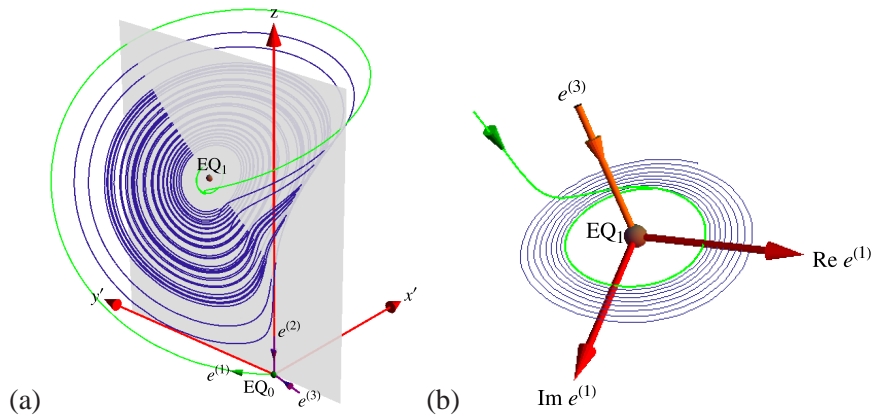 z
EQ₁
y′
x′
e⁽²⁾
e⁽¹⁾
EQ₀
e⁽³⁾
(a)
e⁽³⁾
EQ₁
Re e⁽¹⁾
Im e⁽¹⁾
(b)